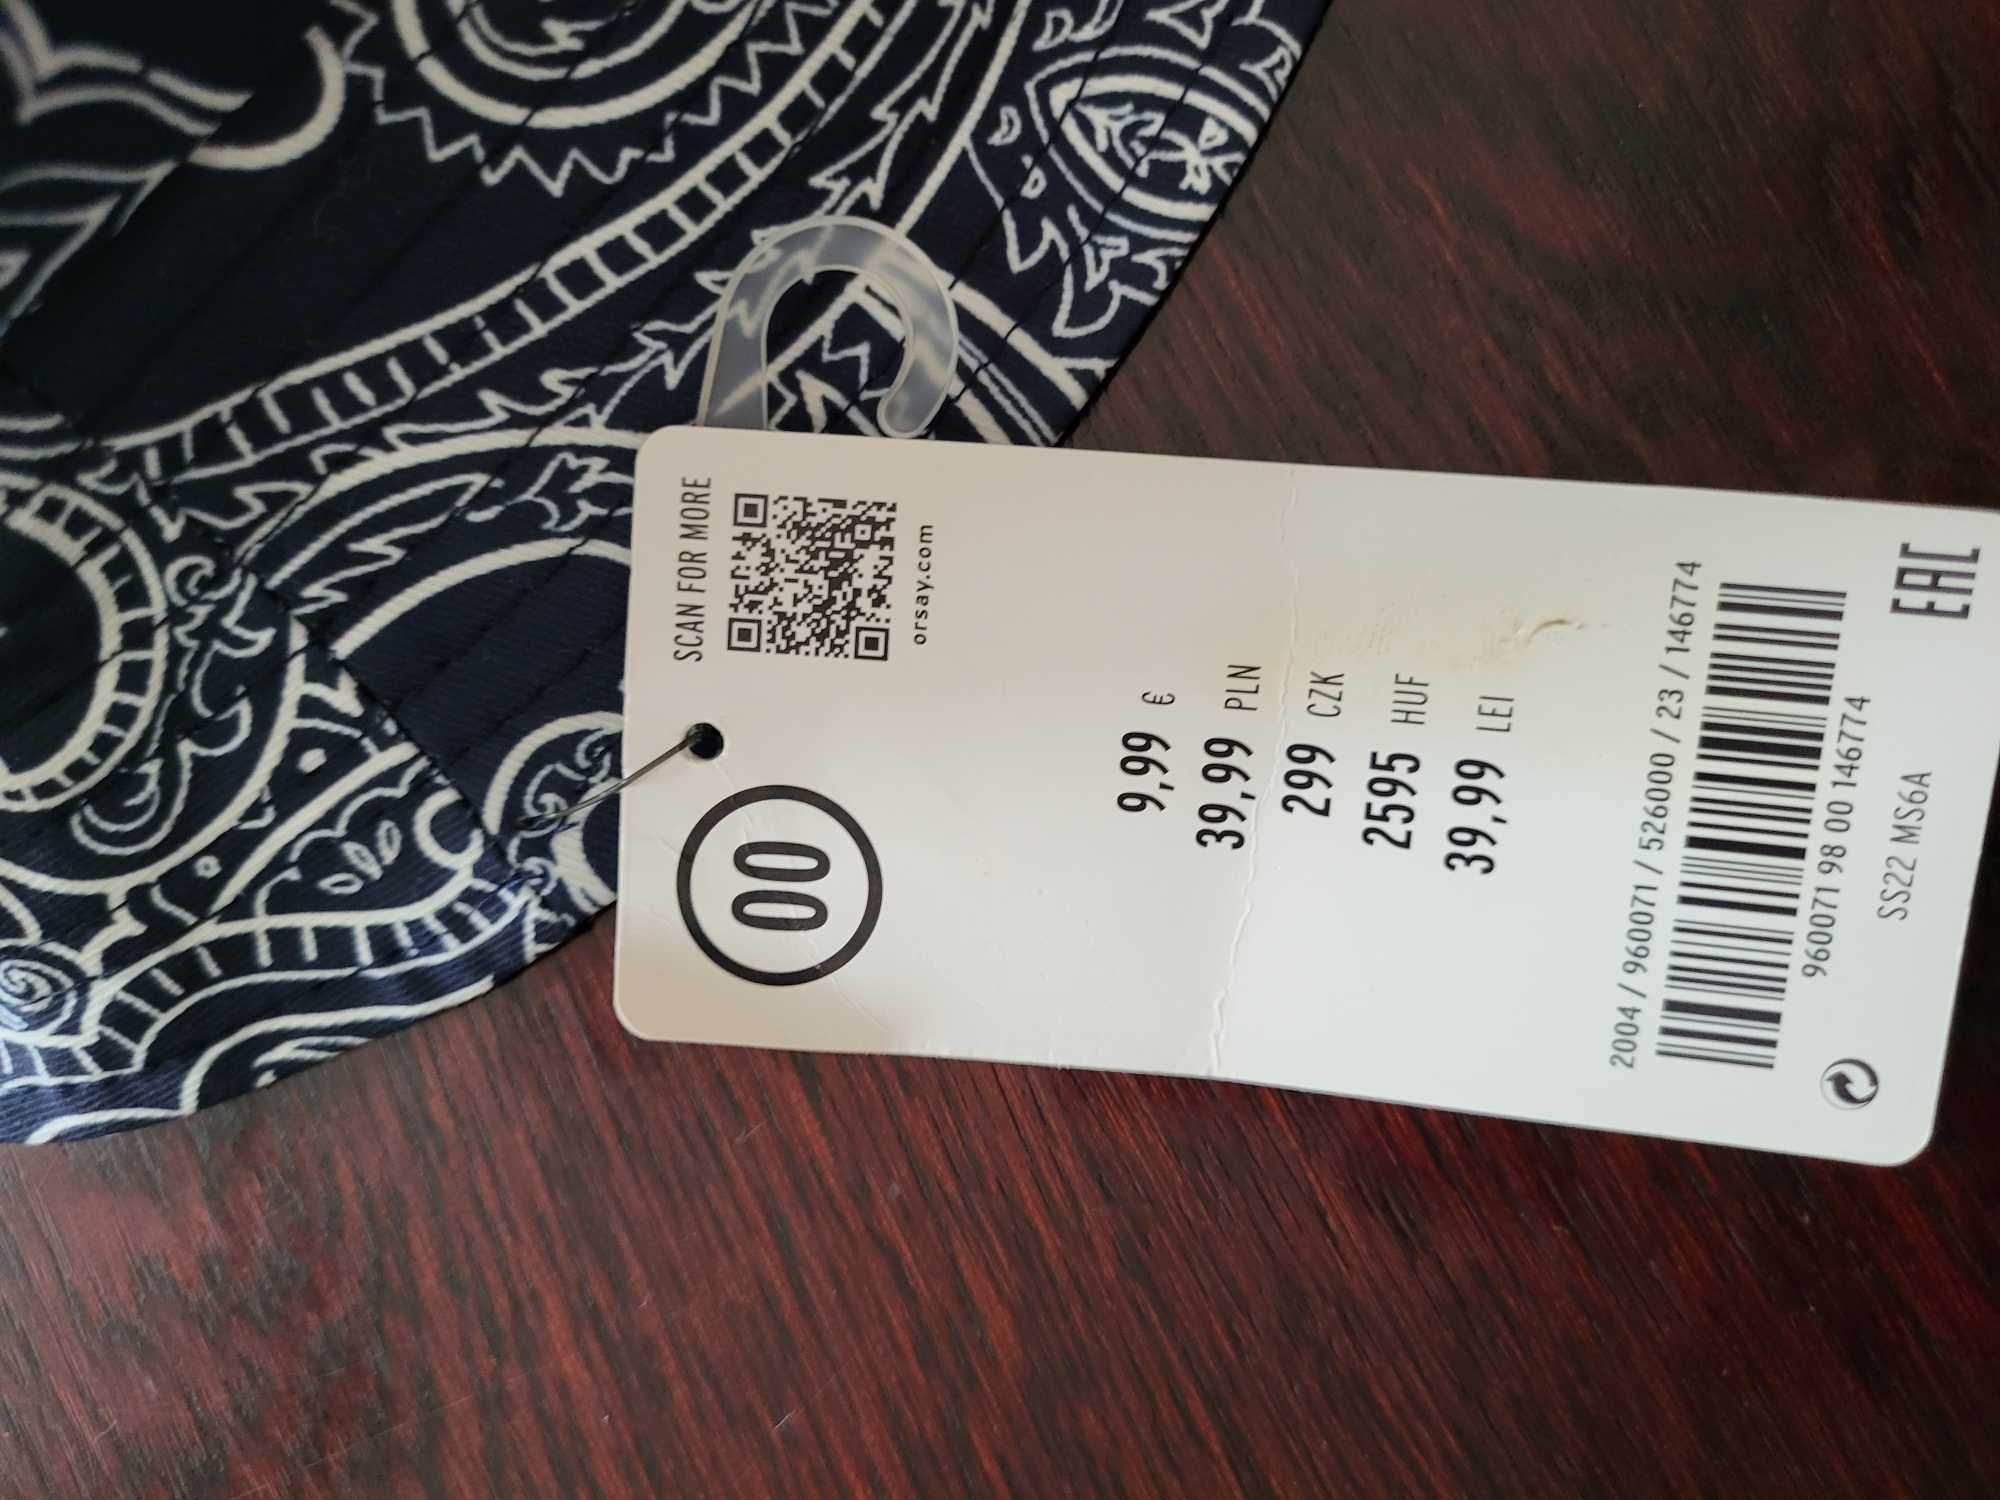 SCAN FOR MORE
orsay.com
00
9,99 €
39,99 PLN
299 CZK
2595 HUF
39,99 LEI
2004 / 960071 / 526000 / 23 / 146774
960071 98 00 146774
SS22 MS6A
EAC